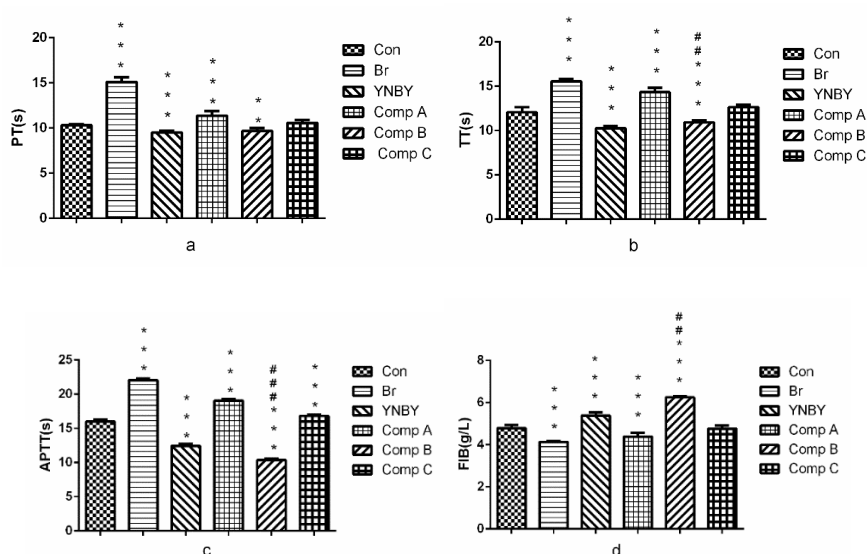 PT(s)
20
15
10
5
0
***
***
***
**
Con
Br
YNBY
Comp A
Comp B
Comp C
a
TT(s)
20
15
10
5
0
***
***
***
##***
Con
Br
YNBY
Comp A
Comp B
Comp C
b
APTT(s)
25
20
15
10
5
0
***
***
***
###***
***
Con
Br
YNBY
Comp A
Comp B
Comp C
c
FIB(g/L)
8
6
4
2
0
***
***
***
##***
Con
Br
YNBY
Comp A
Comp B
Comp C
d